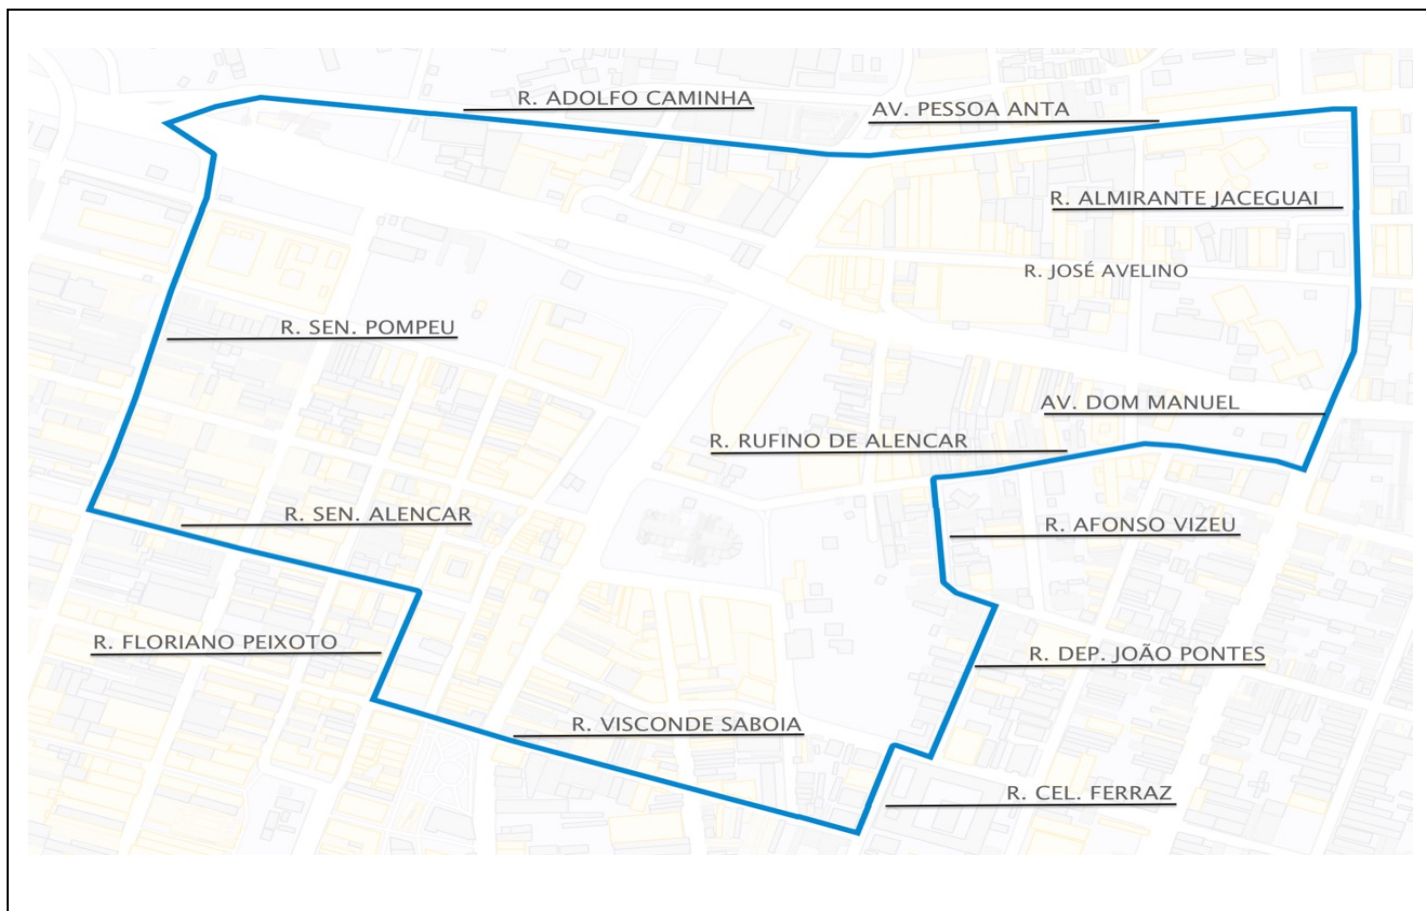 R. ADOLFO CAMINHA
AV. PESSOA ANTA
R. ALMIRANTE JACEGUAI
R. JOSÉ AVELINO
R. SEN. POMPEU
AV. DOM MANUEL
R. RUFINO DE ALENCAR
R. SEN. ALENCAR
R. AFONSO VIZEU
R. FLORIANO PEIXOTO
R. DEP. JOÃO PONTES
R. VISCONDE SABOIA
R. CEL. FERRAZ